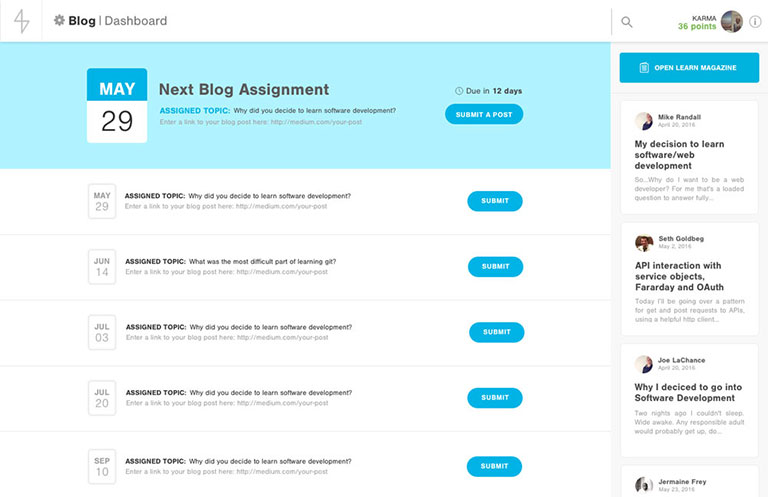 Blog | Dashboard
KARMA
36 points
MAY
29
Next Blog Assignment
ASSIGNED TOPIC: Why did you decide to learn software development?
Enter a link to your blog post here: http://medium.com/your-post
Due in 12 days
SUBMIT A POST
MAY
29
ASSIGNED TOPIC: Why did you decide to learn software development?
Enter a link to your blog post here: http://medium.com/your-post
SUBMIT
JUN
14
ASSIGNED TOPIC: What was the most difficult part of learning git?
Enter a link to your blog post here: http://medium.com/your-post
SUBMIT
JUL
03
ASSIGNED TOPIC: Why did you decide to learn software development?
Enter a link to your blog post here: http://medium.com/your-post
SUBMIT
JUL
20
ASSIGNED TOPIC: Why did you decide to learn software development?
Enter a link to your blog post here: http://medium.com/your-post
SUBMIT
SEP
10
ASSIGNED TOPIC: Why did you decide to learn software development?
Enter a link to your blog post here: http://medium.com/your-post
SUBMIT
OPEN LEARN MAGAZINE
Mike Randall
April 20, 2016
My decision to learn
software/web
development
So...Why do I want to be a web
developer? For me that's a loaded
question to answer fully...
Seth Goldbeg
May 2, 2016
API interaction with
service objects,
Fararday and OAuth
Today I'll be going over a pattern
for get and post requests to APIs,
using a helpful http client...
Joe LaChance
April 20, 2016
Why I deciced to go into
Software Development
Two nights ago I couldn't sleep.
Wide awake. Any responsible adult
would probably get up, do...
Jermaine Frey
May 23, 2016